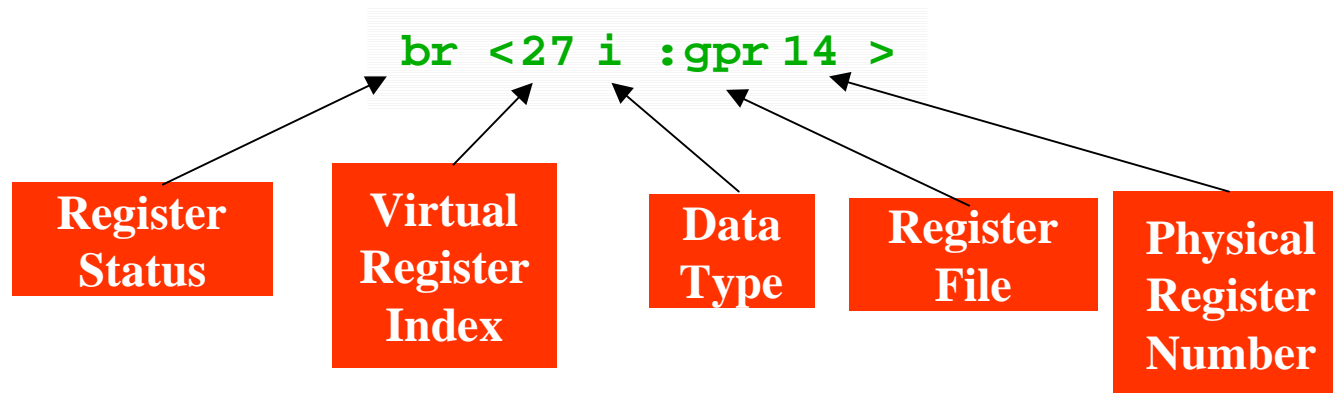 br <27 i :gpr 14 >
Register
Status
Virtual
Register
Index
Data
Type
Register
File
Physical
Register
Number